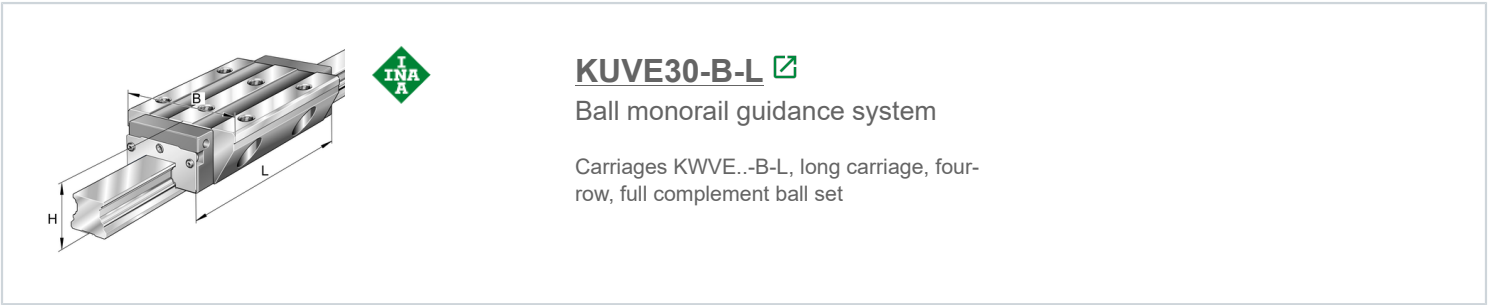 B
L
H
I
INA
A
KUVE30-B-L
Ball monorail guidance system
Carriages KWVE..-B-L, long carriage, four-
row, full complement ball set